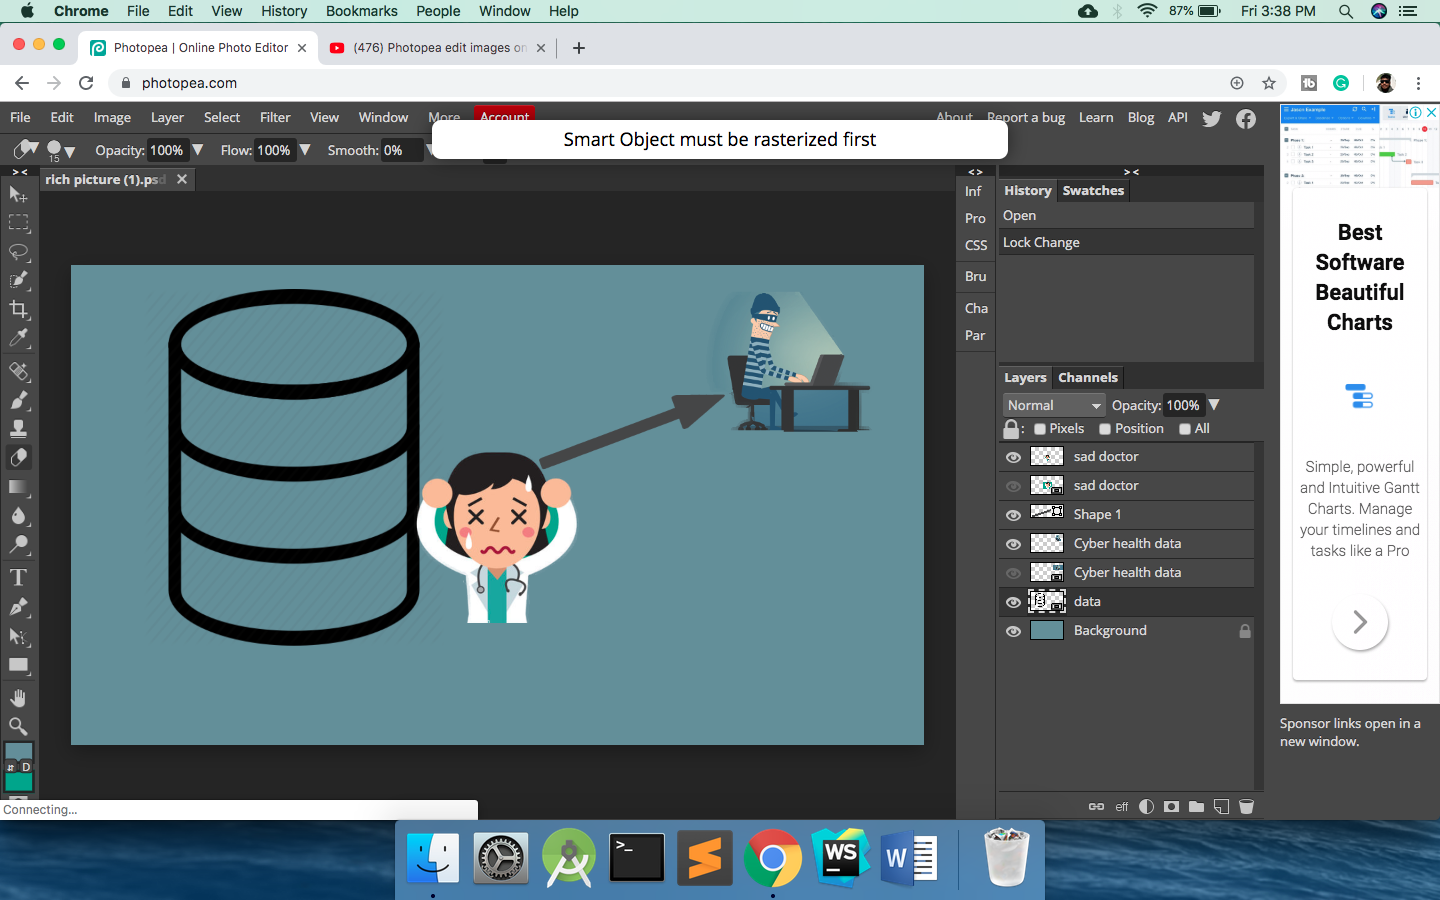 Chrome File Edit View History Bookmarks People Window Help 87% Fri 3:38 PM
Photopea | Online Photo Editor (476) Photopea edit images on
photopea.com
File Edit Image Layer Select Filter View Window More Account About Report a bug Learn Blog API
Smart Object must be rasterized first
15 Opacity: 100% Flow: 100% Smooth: 0%
rich picture (1).psd
Inf
Pro
CSS
Bru
Cha
Par
History Swatches
Open
Lock Change
Layers Channels
Normal Opacity: 100%
Pixels Position All
sad doctor
sad doctor
Shape 1
Cyber health data
Cyber health data
data
Background
eff
Best
Software
Beautiful
Charts
Simple, powerful
and Intuitive Gantt
Charts. Manage
your timelines and
tasks like a Pro
Sponsor links open in a
new window.
D
Connecting...
>_
WS
W